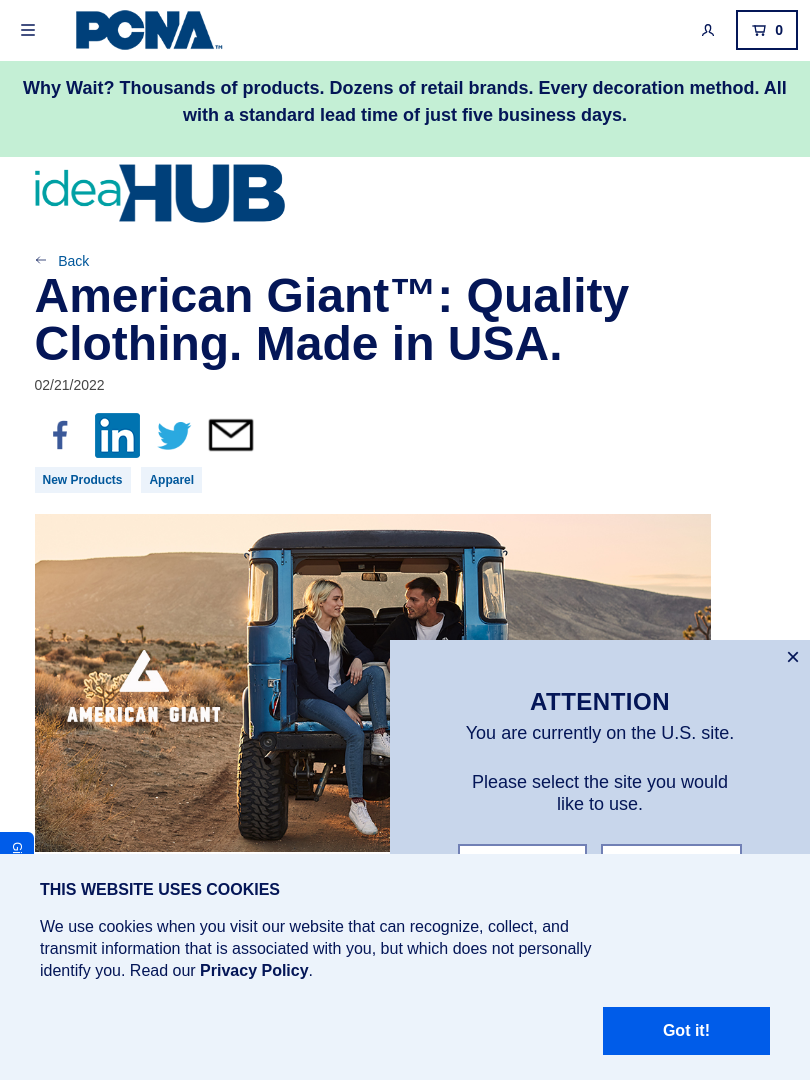 PCNA™
0
Why Wait? Thousands of products. Dozens of retail brands. Every decoration method. All
with a standard lead time of just five business days.
ideaHUB
Back
American Giant™: Quality
Clothing. Made in USA.
02/21/2022
New Products
Apparel
AMERICAN GIANT
ATTENTION
You are currently on the U.S. site.
Please select the site you would
like to use.
THIS WEBSITE USES COOKIES
We use cookies when you visit our website that can recognize, collect, and
transmit information that is associated with you, but which does not personally
identify you. Read our Privacy Policy.
Got it!